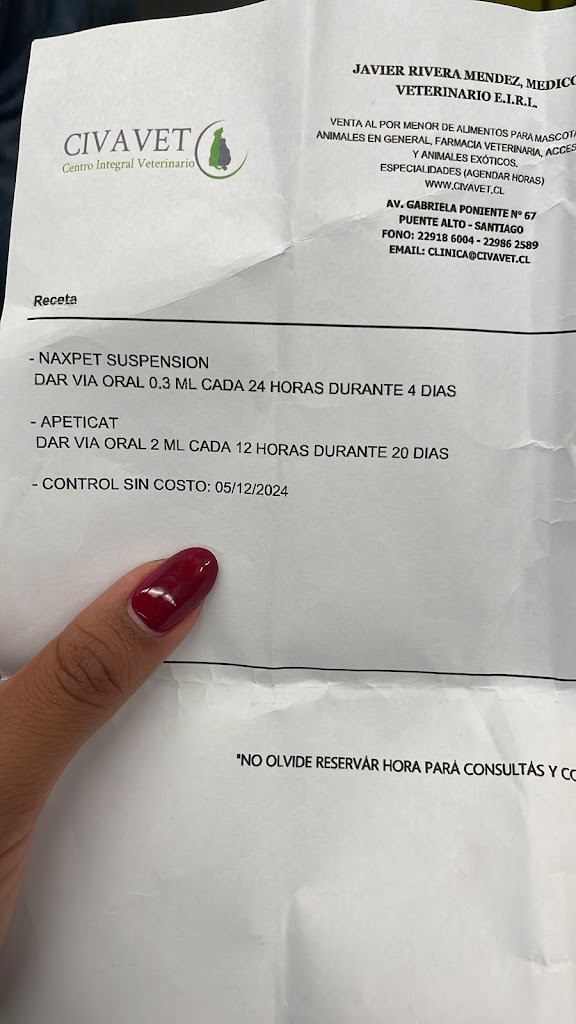 CIVAVET
Centro Integral Veterinario
JAVIER RIVERA MENDEZ, MEDICO
VETERINARIO E.I.R.L.
VENTA AL POR MENOR DE ALIMENTOS PARA MASCOTA
ANIMALES EN GENERAL, FARMACIA VETERINARIA, ACCES
Y ANIMALES EXÓTICOS.
ESPECIALIDADES (AGENDAR HORAS)
WWW.CIVAVET.CL
AV. GABRIELA PONIENTE Nº 67
PUENTE ALTO - SANTIAGO
FONO: 22918 6004 - 22986 2589
EMAIL: CLINICA@CIVAVET.CL
Receta
- NAXPET SUSPENSION
DAR VIA ORAL 0.3 ML CADA 24 HORAS DURANTE 4 DIAS
- APETICAT
DAR VIA ORAL 2 ML CADA 12 HORAS DURANTE 20 DIAS
- CONTROL SIN COSTO: 05/12/2024
"NO OLVIDE RESERVAR HORA PARA CONSULTAS Y CO